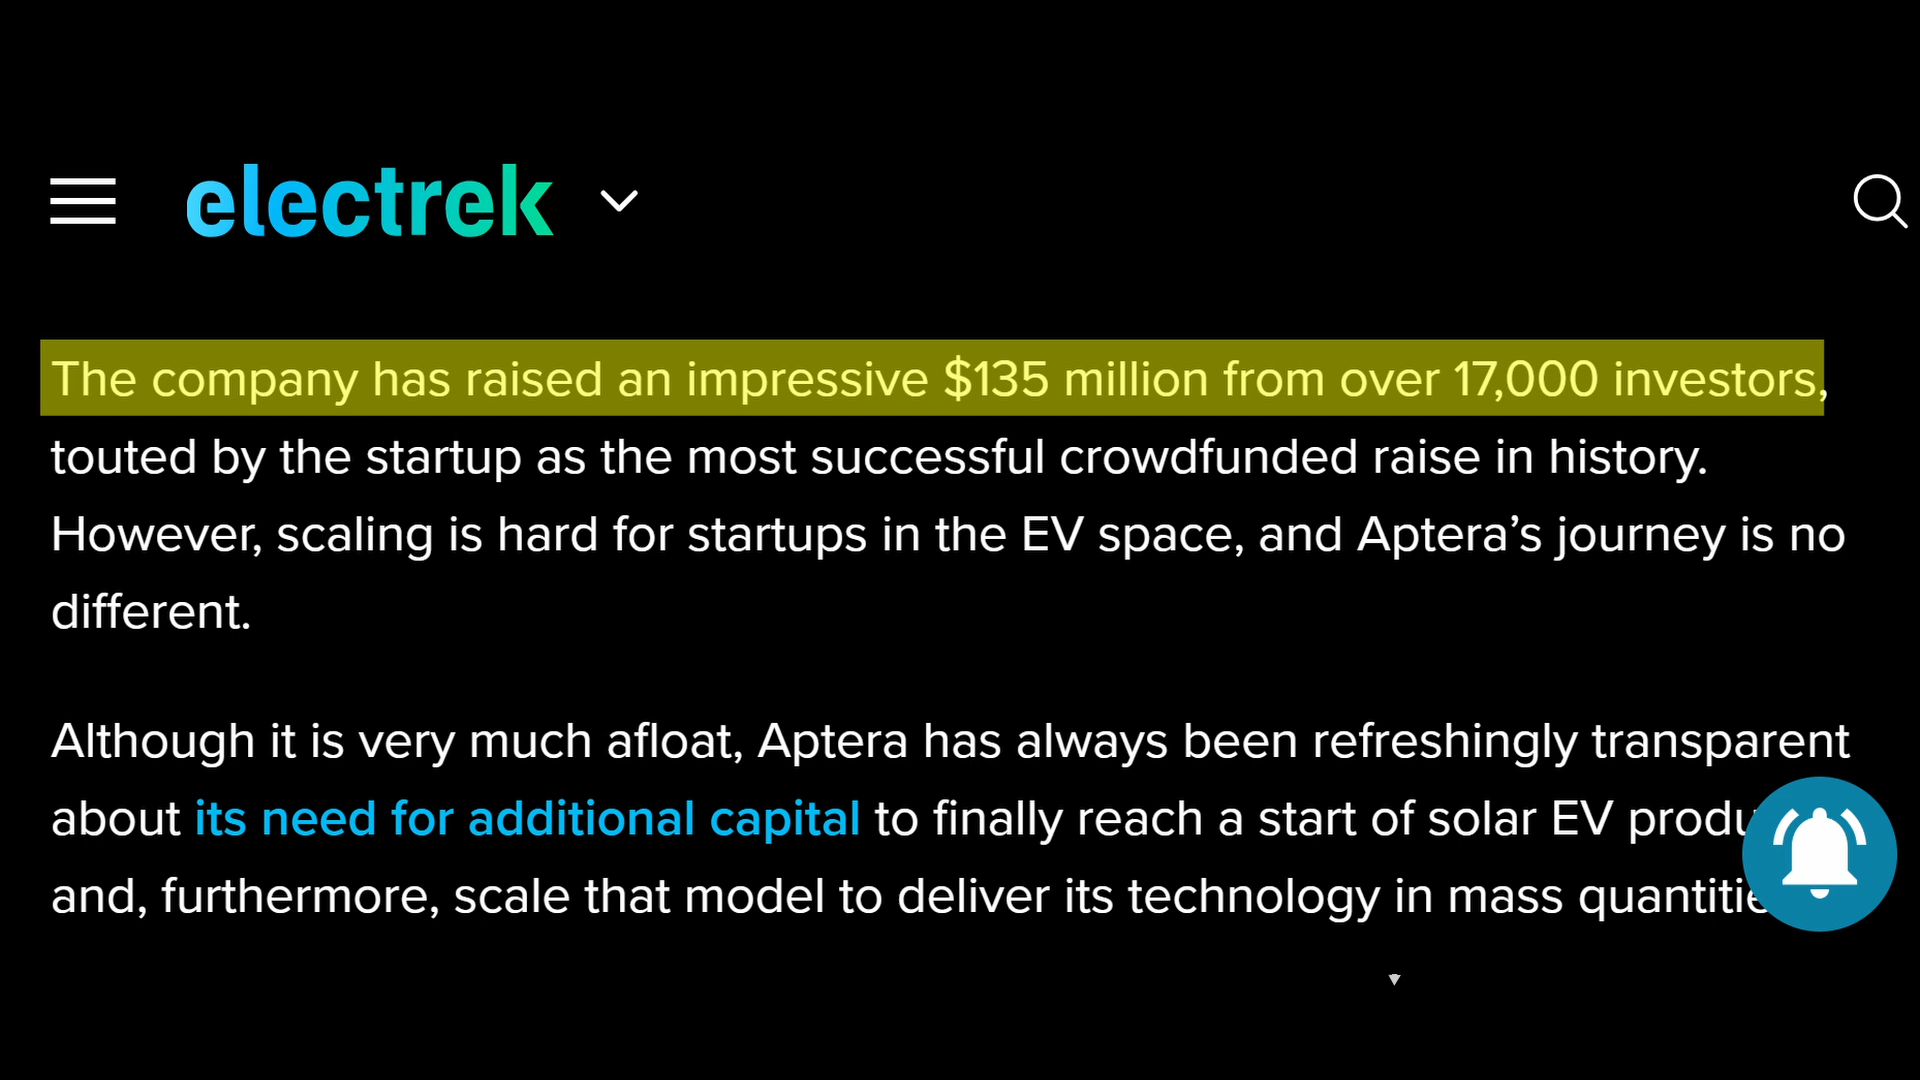 electrek
The company has raised an impressive $135 million from over 17,000 investors,
touted by the startup as the most successful crowdfunded raise in history.
However, scaling is hard for startups in the EV space, and Aptera’s journey is no
different.
Although it is very much afloat, Aptera has always been refreshingly transparent
about its need for additional capital to finally reach a start of solar EV
and, furthermore, scale that model to deliver its technology in mass